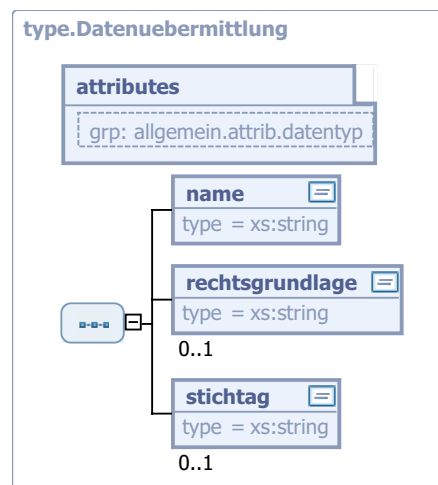 type.Datenuebermittlung
attributes
grp: allgemein.attrib.datentyp
name
type = xs:string
rechtsgrundlage
type = xs:string
0..1
stichtag
type = xs:string
0..1